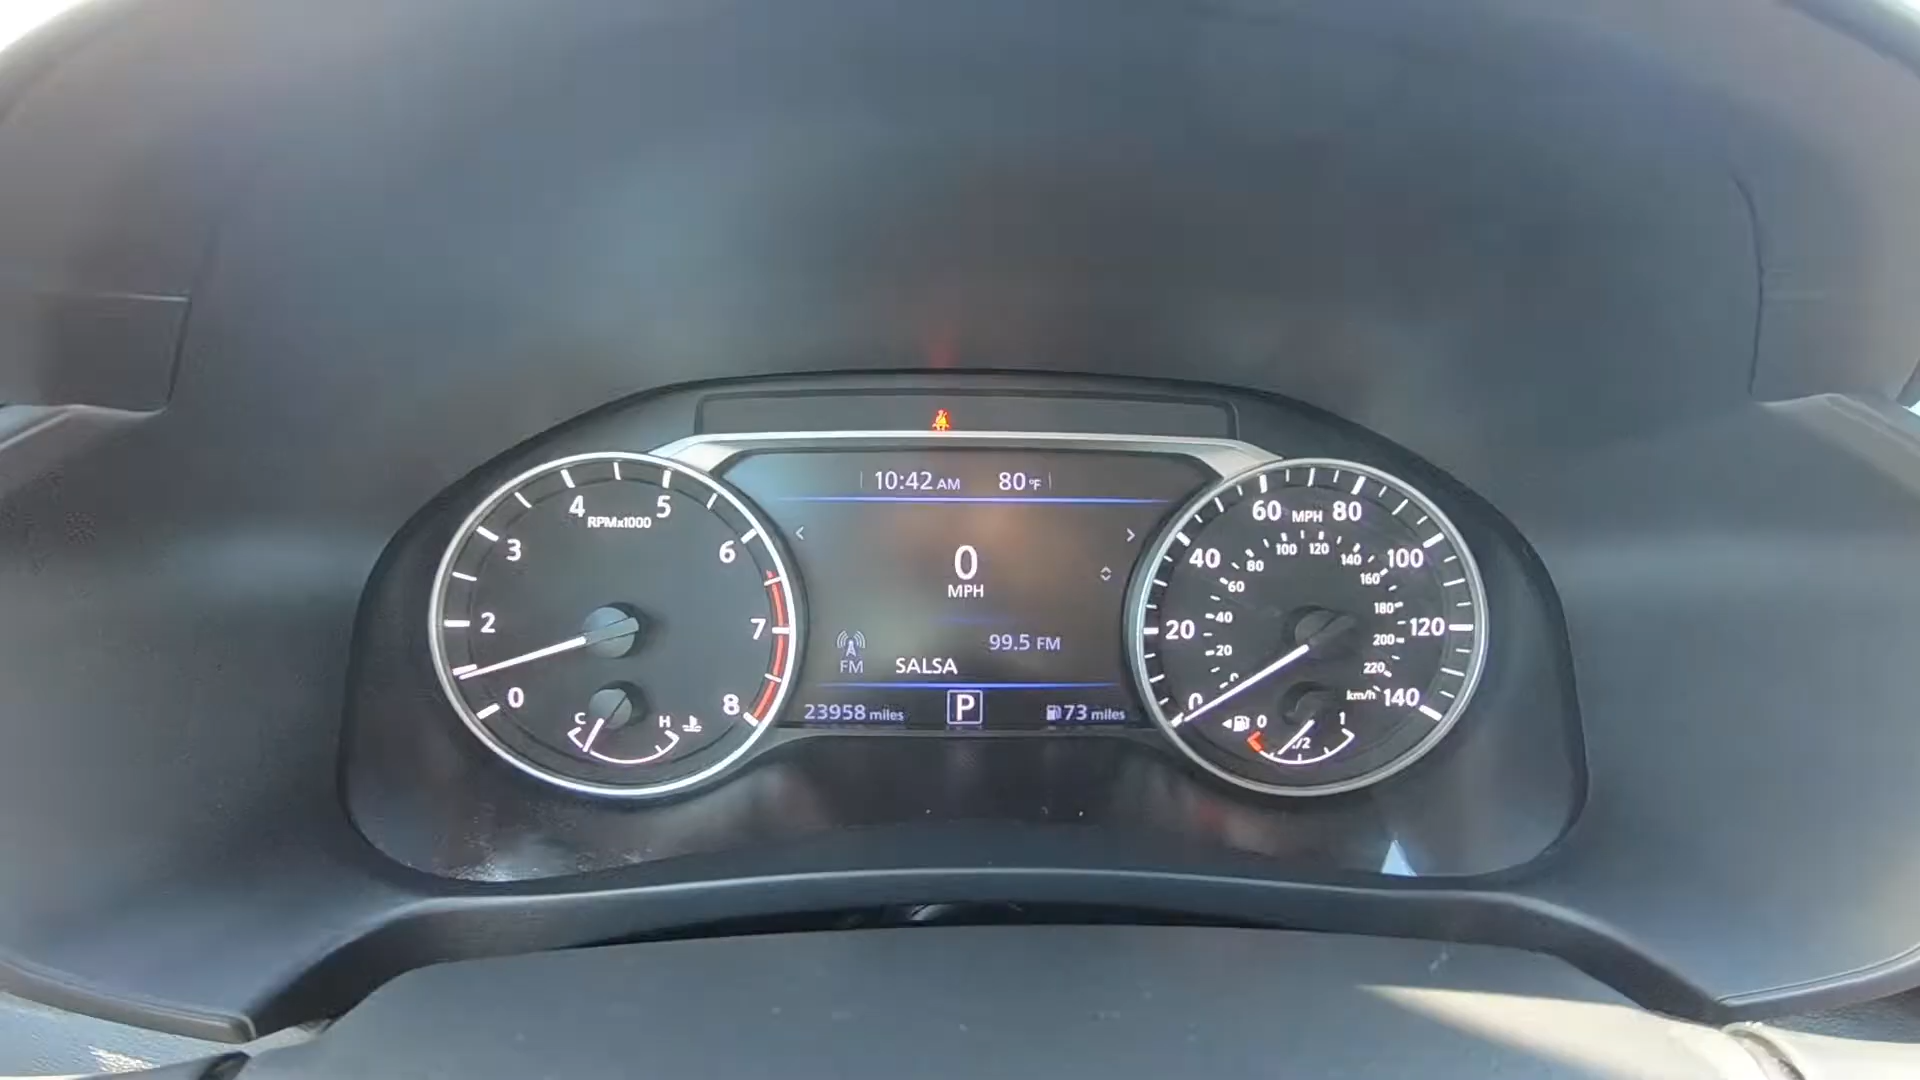 10:42 AM 80°F
4 5
RPMx1000
3 6
2 7
0 8
C H
0
MPH
99.5 FM
FM SALSA
23958 miles P 73 miles
60 MPH 80
40 100
20 120
0 140
100 120
80 140
60 160
40 180
20 200
0 220
km/h
0 1
1/2